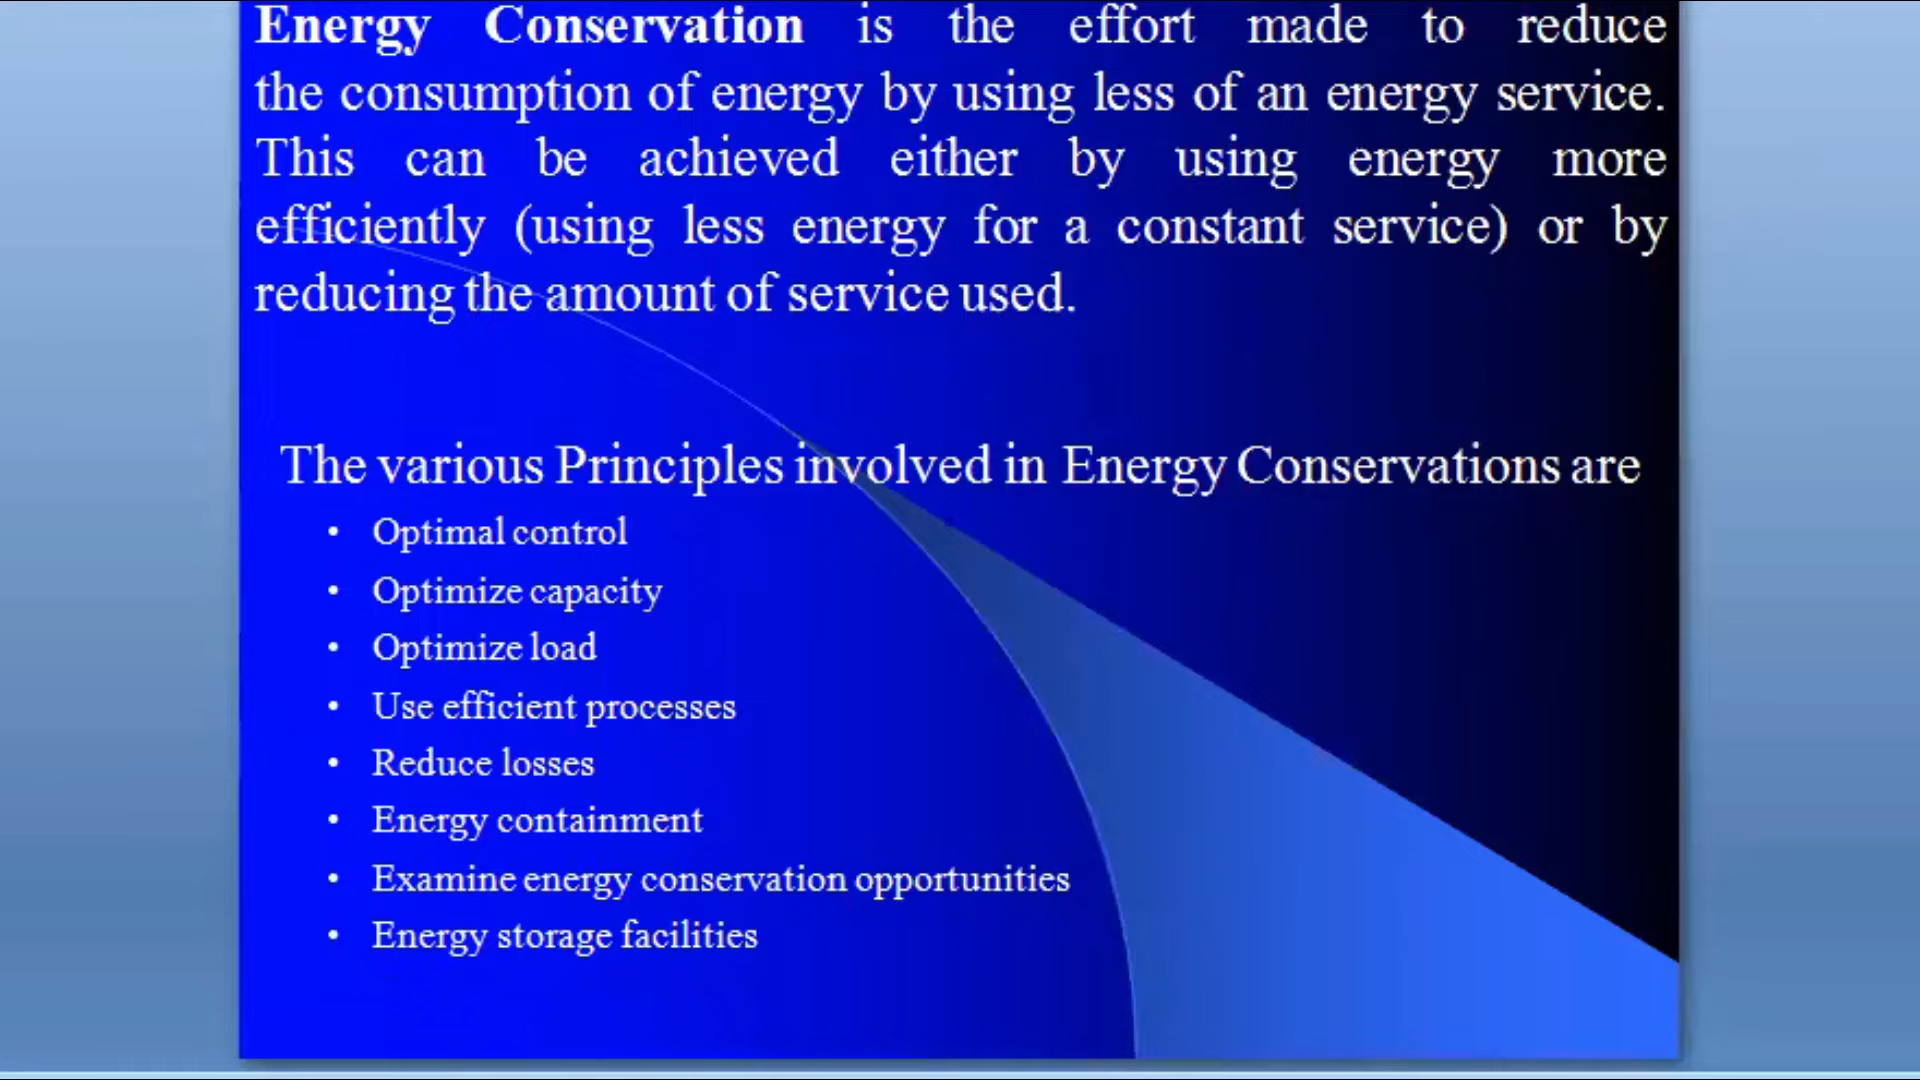 Energy Conservation is the effort made to reduce
the consumption of energy by using less of an energy service.
This can be achieved either by using energy more
efficiently (using less energy for a constant service) or by
reducing the amount of service used.
The various Principles involved in Energy Conservations are
• Optimal control
• Optimize capacity
• Optimize load
• Use efficient processes
• Reduce losses
• Energy containment
• Examine energy conservation opportunities
• Energy storage facilities